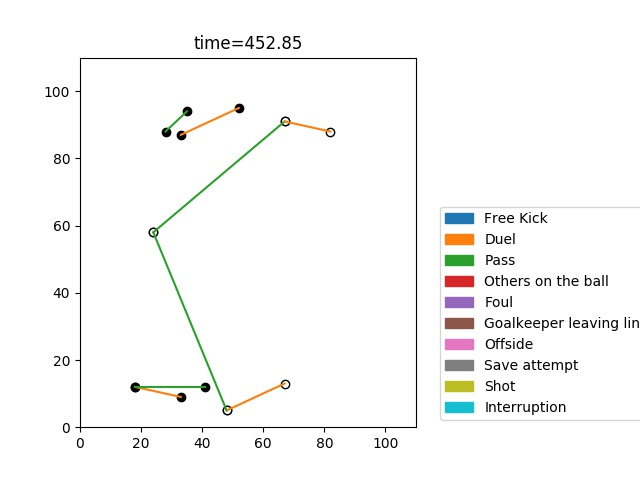 time=452.85
100
80
60
40
20
0
0 20 40 60 80 100
Free Kick
Duel
Pass
Others on the ball
Foul
Goalkeeper leaving lin
Offside
Save attempt
Shot
Interruption